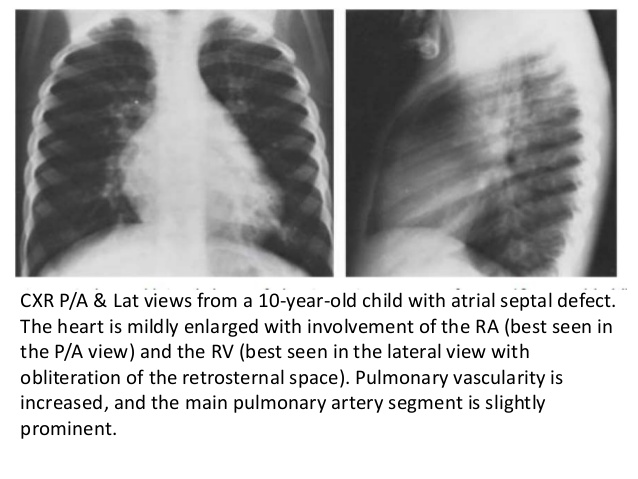 CXR P/A & Lat views from a 10-year-old child with atrial septal defect.
The heart is mildly enlarged with involvement of the RA (best seen in
the P/A view) and the RV (best seen in the lateral view with
obliteration of the retrosternal space). Pulmonary vascularity is
increased, and the main pulmonary artery segment is slightly
prominent.